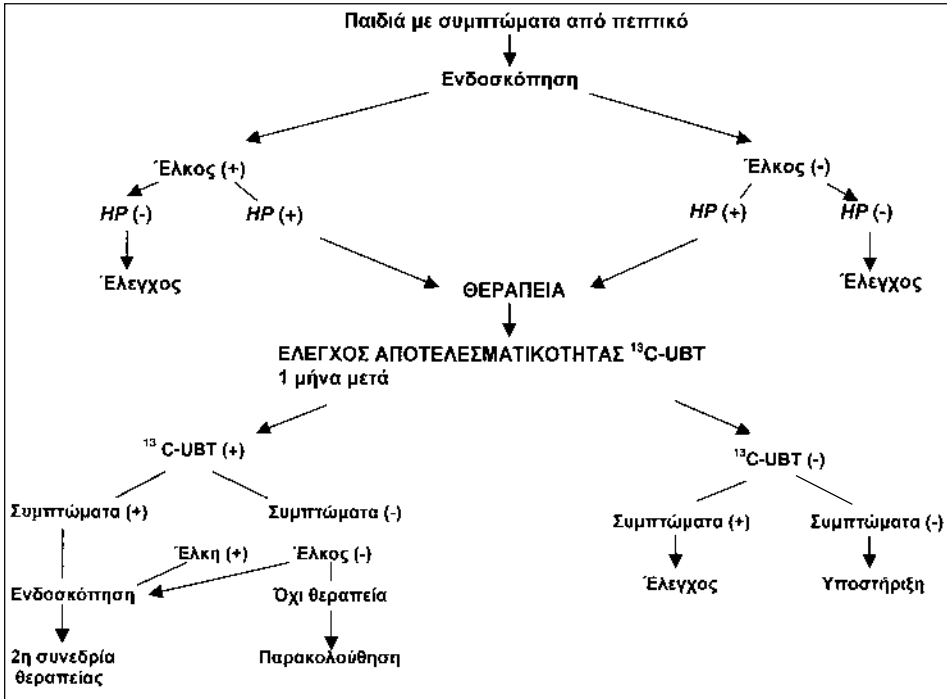 Παιδιά με συμπτώματα από πεπτικό
Ενδοσκόπηση
Έλκος (+)
Έλκος (-)
HP (-)
HP (+)
HP (+)
HP (-)
Έλεγχος
Έλεγχος
ΘΕΡΑΠΕΙΑ
ΕΛΕΓΧΟΣ ΑΠΟΤΕΛΕΣΜΑΤΙΚΟΤΗΤΑΣ ¹³C-UBT
1 μήνα μετά
¹³ C-UBT (+)
¹³C-UBT (-)
Συμπτώματα (+)
Συμπτώματα (-)
Συμπτώματα (+)
Συμπτώματα (-)
Έλκη (+)
Έλκος (-)
Έλεγχος
Υποστήριξη
Ενδοσκόπηση
Όχι θεραπεία
2η συνεδρία
θεραπείας
Παρακολούθηση